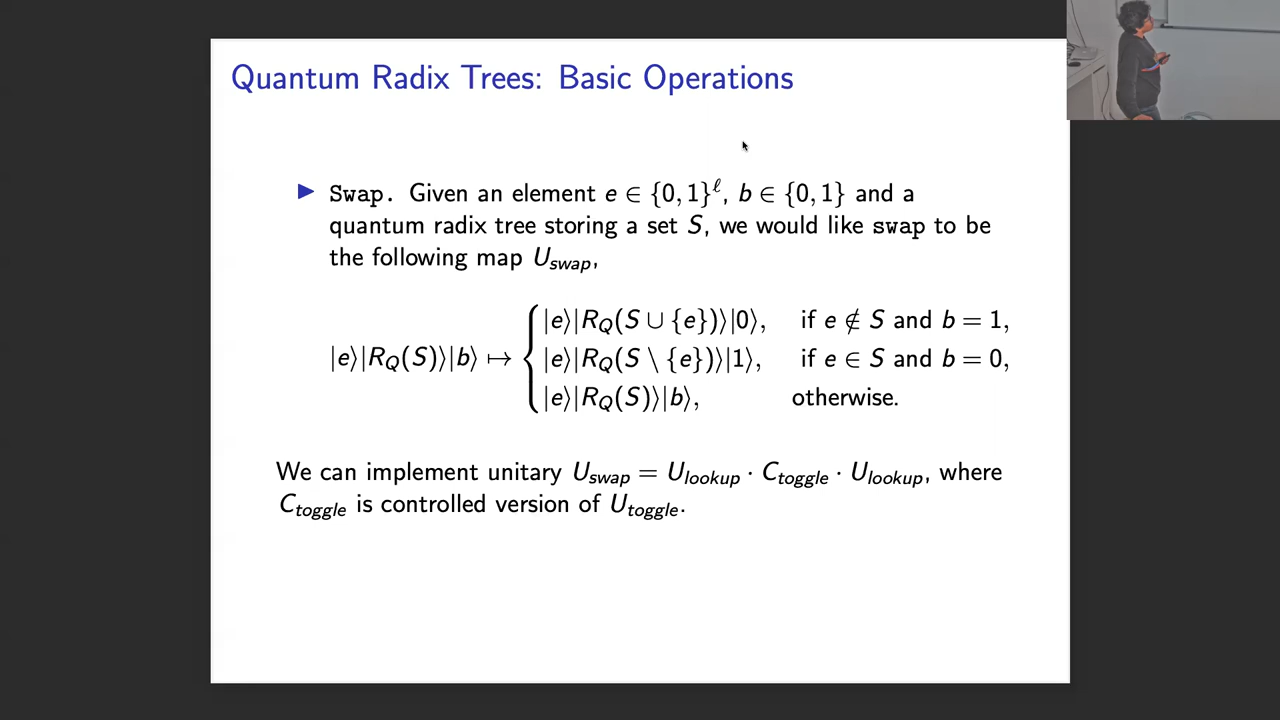 Quantum Radix Trees: Basic Operations
▶ Swap. Given an element e ∈ {0, 1}^ℓ, b ∈ {0, 1} and a
quantum radix tree storing a set S, we would like swap to be
the following map U_swap,
|e⟩|R_Q(S ∪ {e})⟩|0⟩, if e ∉ S and b = 1,
|e⟩|R_Q(S)⟩|b⟩ ↦ { |e⟩|R_Q(S \ {e})⟩|1⟩, if e ∈ S and b = 0,
|e⟩|R_Q(S)⟩|b⟩, otherwise.
We can implement unitary U_swap = U_lookup · C_toggle · U_lookup, where
C_toggle is controlled version of U_toggle.